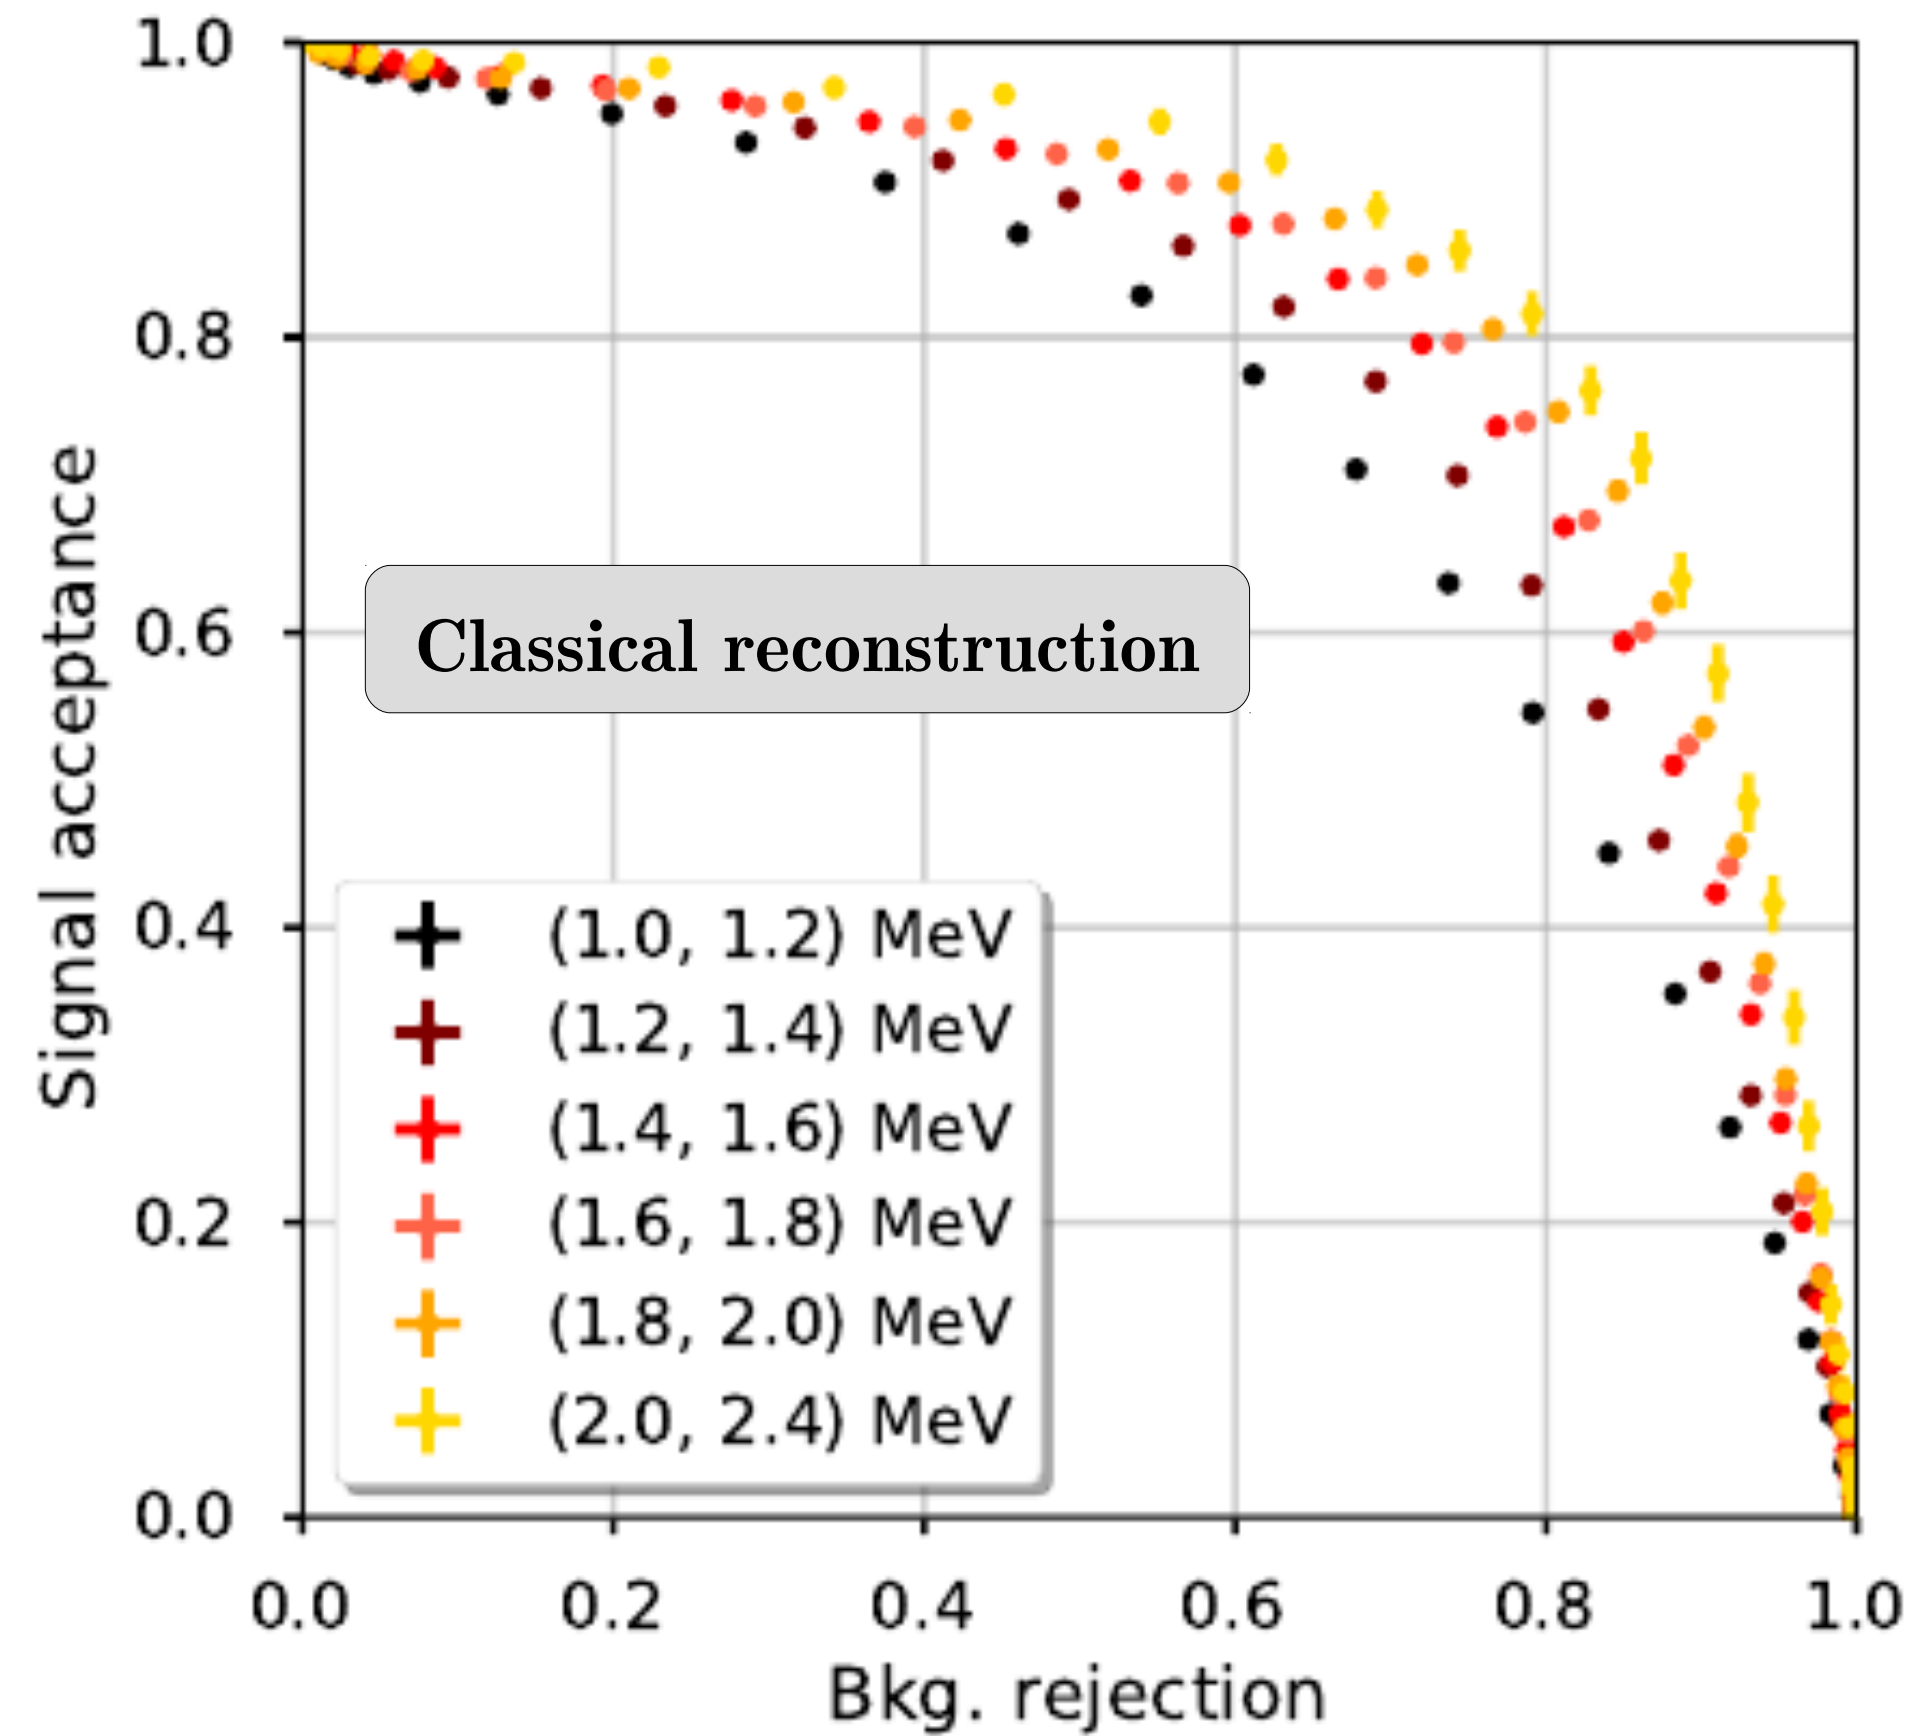 1.0
0.8
0.6
0.4
0.2
0.0
Signal acceptance
Classical reconstruction
(1.0, 1.2) MeV
(1.2, 1.4) MeV
(1.4, 1.6) MeV
(1.6, 1.8) MeV
(1.8, 2.0) MeV
(2.0, 2.4) MeV
0.0 0.2 0.4 0.6 0.8 1.0
Bkg. rejection